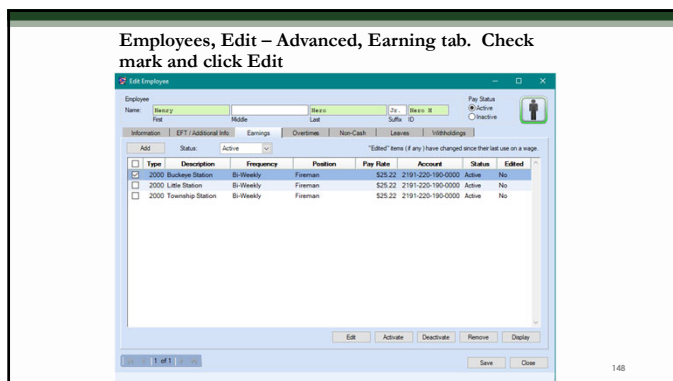 Employees, Edit – Advanced, Earning tab. Check
mark and click Edit
Edit Employee
Employee
Pay Status
Name: Henry Hero Jr. Hero H
Active
First Middle Last Suffix ID
Inactive
Information EFT / Additional Info Earnings Overtimes Non-Cash Leaves Withholdings
Add Status: Active "Edited" items (if any) have changed since their last use on a wage.
Type Description Frequency Position Pay Rate Account Status Edited
2000 Buckeye Station Bi-Weekly Fireman $25.22 2191-220-190-0000 Active No
2000 Little Station Bi-Weekly Fireman $25.22 2191-220-190-0000 Active No
2000 Township Station Bi-Weekly Fireman $25.22 2191-220-190-0000 Active No
Edit Activate Deactivate Remove Display
1 of 1
Save Close
148